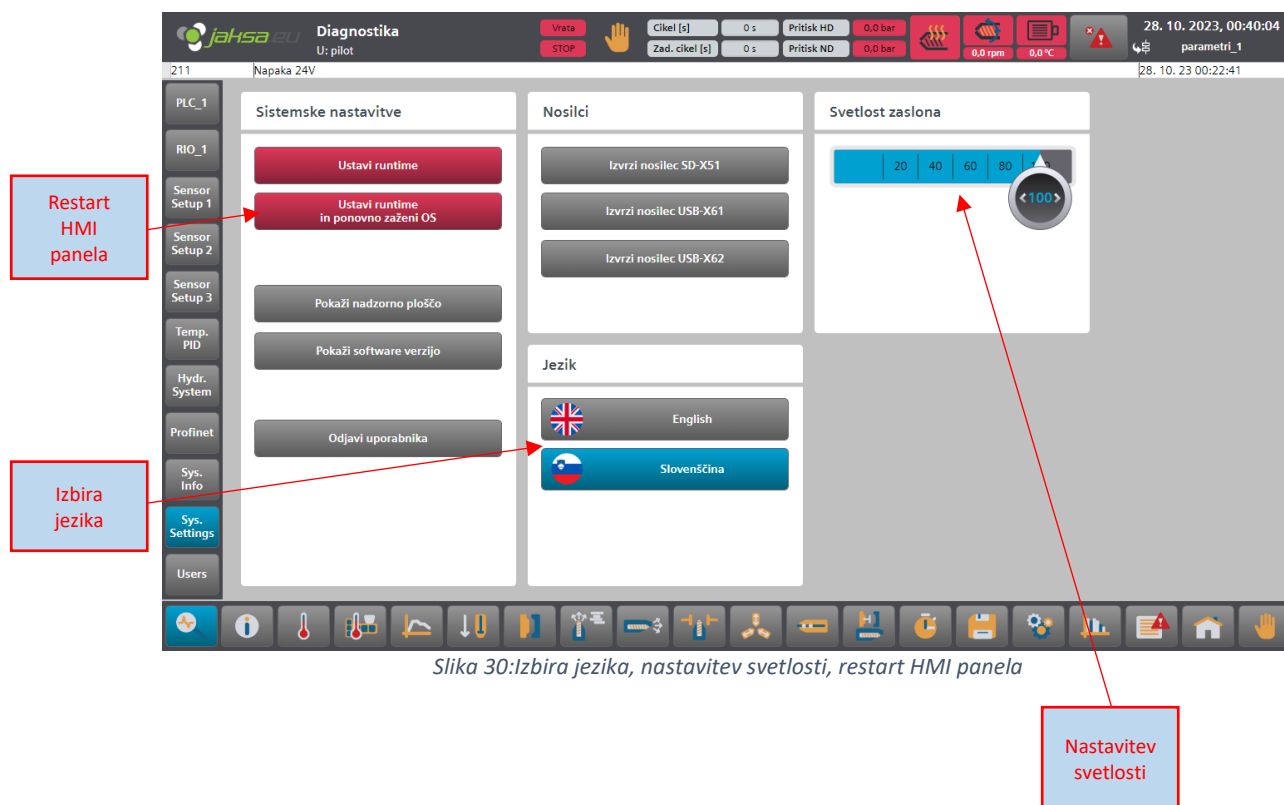 jaksa.eu
Diagnostika
U: pilot
Vrata
STOP
Cikel [s] 0 s
Zad. cikel [s] 0 s
Pritisk HD 0,0 bar
Pritisk ND 0,0 bar
0,0 rpm
0,0 °C
28. 10. 2023, 00:40:04
parametri_1
211 Napaka 24V 28. 10. 23 00:22:41
PLC_1
RIO_1
Sensor
Setup 1
Sensor
Setup 2
Sensor
Setup 3
Temp.
PID
Hydr.
System
Profinet
Sys.
Info
Sys.
Settings
Users
Sistemske nastavitve
Ustavi runtime
Ustavi runtime
in ponovno zaženi OS
Pokaži nadzorno ploščo
Pokaži software verzijo
Odjavi uporabnika
Nosilci
Izvrzi nosilec SD-X51
Izvrzi nosilec USB-X61
Izvrzi nosilec USB-X62
Jezik
English
Slovenščina
Svetlost zaslona
20 40 60 80
<100>
Restart
HMI
panela
Izbira
jezika
Slika 30:Izbira jezika, nastavitev svetlosti, restart HMI panela
Nastavitev
svetlosti